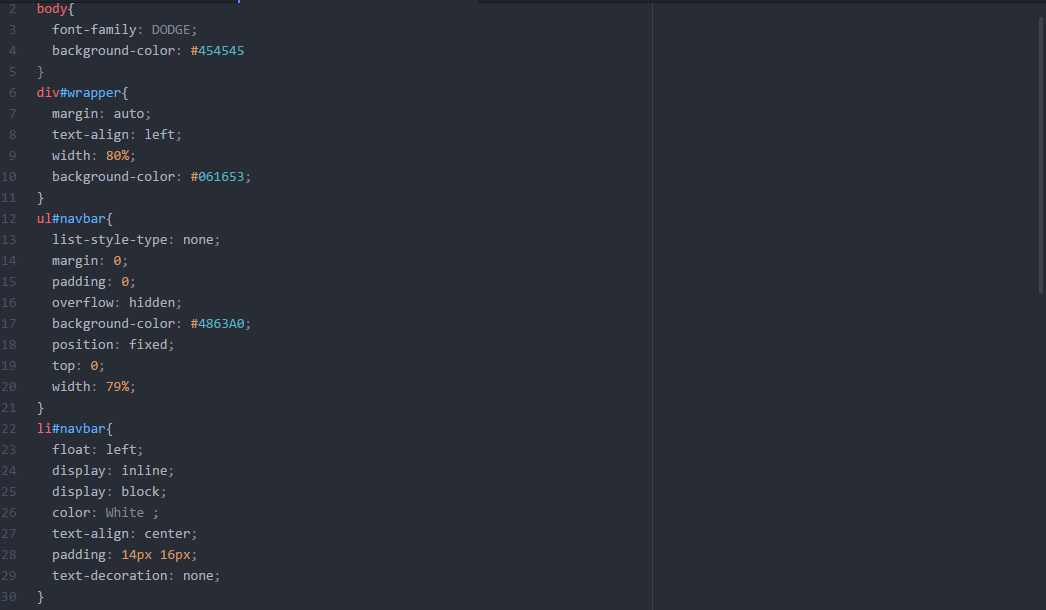 2 body{
3 font-family: DODGE;
4 background-color: #454545
5 }
6 div#wrapper{
7 margin: auto;
8 text-align: left;
9 width: 80%;
10 background-color: #061653;
11 }
12 ul#navbar{
13 list-style-type: none;
14 margin: 0;
15 padding: 0;
16 overflow: hidden;
17 background-color: #4863A0;
18 position: fixed;
19 top: 0;
20 width: 79%;
21 }
22 li#navbar{
23 float: left;
24 display: inline;
25 display: block;
26 color: White ;
27 text-align: center;
28 padding: 14px 16px;
29 text-decoration: none;
30 }